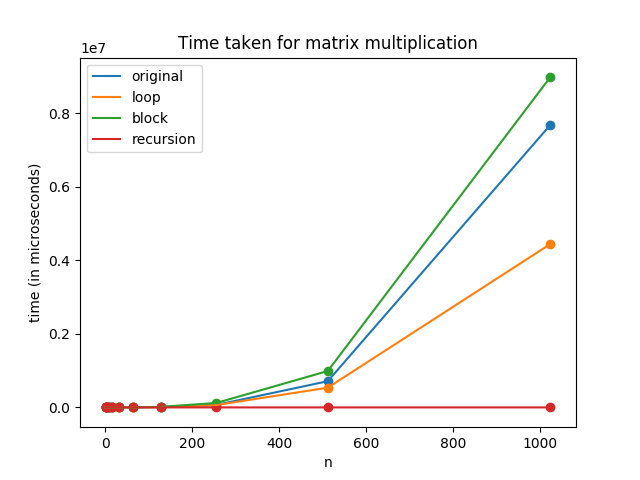 Time taken for matrix multiplication
1e7
original
loop
block
recursion
time (in microseconds)
0.8
0.6
0.4
0.2
0.0
0 200 400 600 800 1000
n